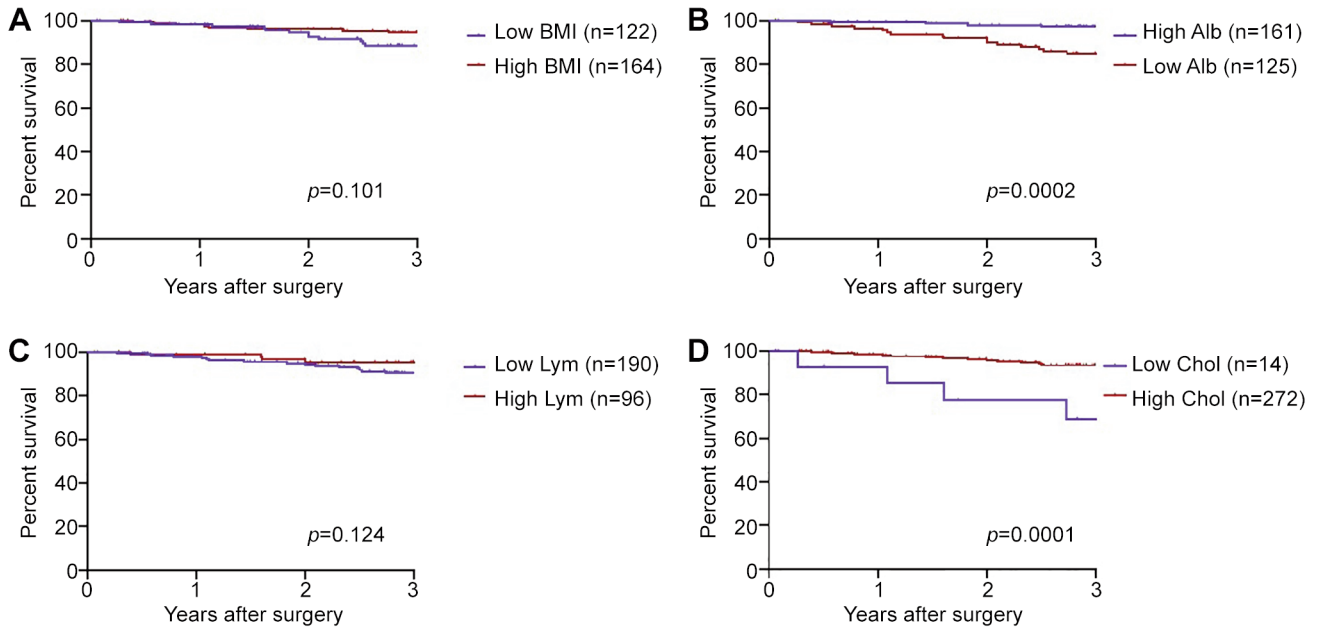 A
Percent survival
100
80
60
40
20
0
0 1 2 3
Years after surgery
p=0.101
Low BMI (n=122)
High BMI (n=164)
B
Percent survival
100
80
60
40
20
0
0 1 2 3
Years after surgery
p=0.0002
High Alb (n=161)
Low Alb (n=125)
C
Percent survival
100
80
60
40
20
0
0 1 2 3
Years after surgery
p=0.124
Low Lym (n=190)
High Lym (n=96)
D
Percent survival
100
80
60
40
20
0
0 1 2 3
Years after surgery
p=0.0001
Low Chol (n=14)
High Chol (n=272)